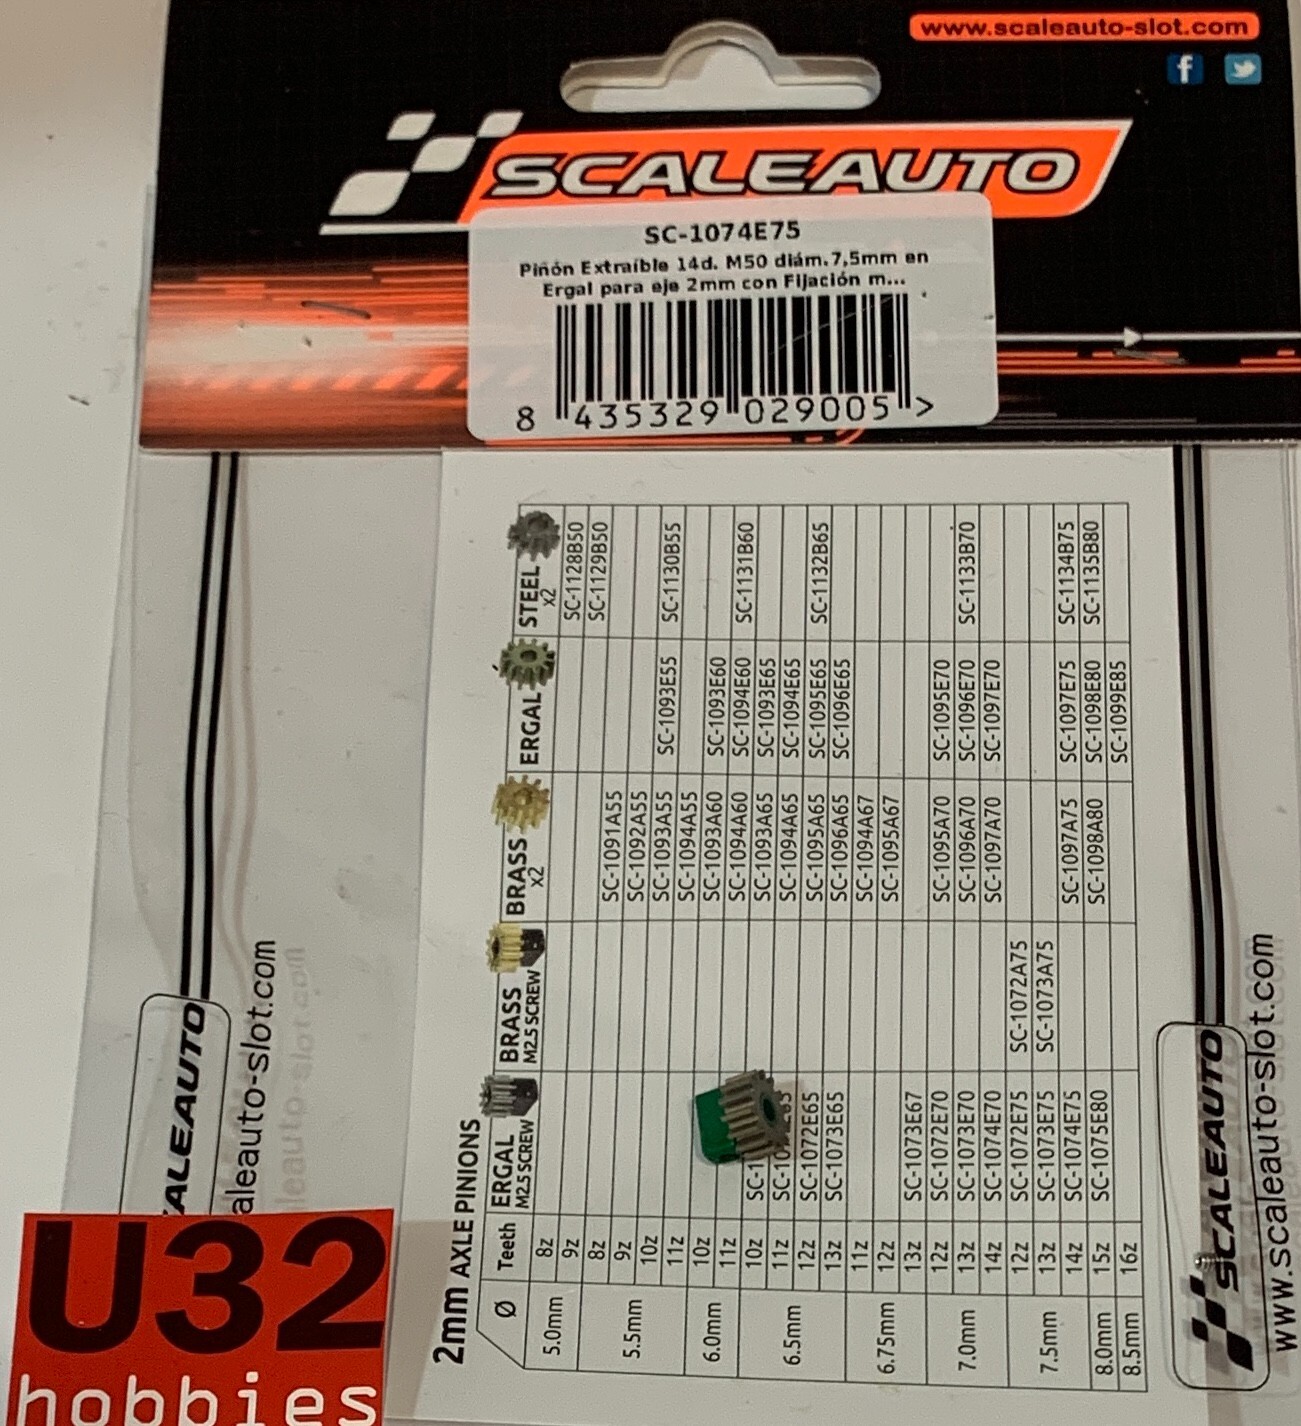 www.scaleauto-slot.com
SCALEAUTO
SC-1074E75
Piñón Extraíble 14d. M50 diám.7,5mm en
Ergal para eje 2mm con Fijación m...
8 435329 029005 >
2mm AXLE PINIONS
Ø Teeth ERGAL M2.5 SCREW BRASS M2.5 SCREW BRASS x2 ERGAL STEEL x2
5.0mm 8z SC-1128B50
9z SC-1129B50
5.5mm 8z SC-1091A55
9z SC-1092A55
10z SC-1093A55 SC-1093E55 SC-1130B55
11z SC-1094A55
6.0mm 10z SC-1093A60 SC-1093E60
11z SC-1094A60 SC-1094E60 SC-1131B60
6.5mm 10z SC-1093A65 SC-1093E65
11z SC-1094A65 SC-1094E65
12z SC-1072E65 SC-1095A65 SC-1095E65 SC-1132B65
13z SC-1073E65 SC-1096A65 SC-1096E65
6.75mm 11z SC-1094A67
12z SC-1095A67
13z SC-1073E67
7.0mm 12z SC-1072E70 SC-1095A70 SC-1095E70
13z SC-1073E70 SC-1096A70 SC-1096E70 SC-1133B70
14z SC-1074E70 SC-1097A70 SC-1097E70
7.5mm 12z SC-1072E75 SC-1072A75
13z SC-1073E75 SC-1073A75
14z SC-1074E75 SC-1097A75 SC-1097E75 SC-1134B75
8.0mm 15z SC-1075E80 SC-1098A80 SC-1098E80 SC-1135B80
8.5mm 16z SC-1099E85
SCALEAUTO
www.scaleauto-slot.com
U32
hobbies